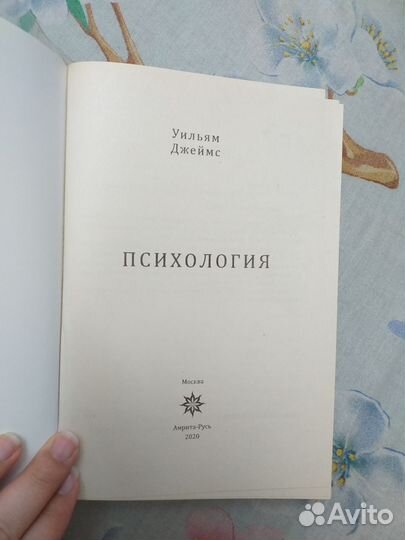 Уильям
Джеймс
ПСИХОЛОГИЯ
Москва
Амрита-Русь
2020
Avito